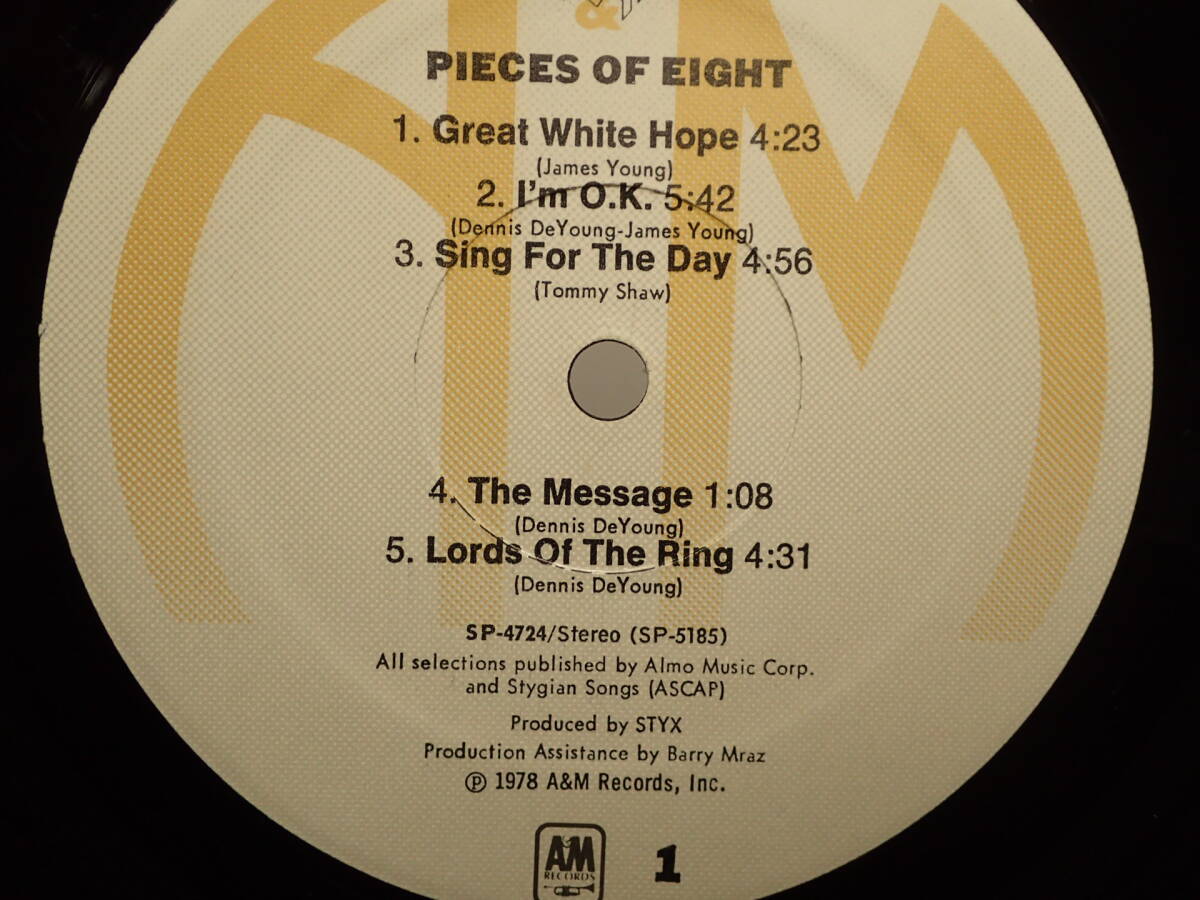 &
PIECES OF EIGHT
1. Great White Hope 4:23
(James Young)
2. I'm O.K. 5:42
(Dennis DeYoung-James Young)
3. Sing For The Day 4:56
(Tommy Shaw)
4. The Message 1:08
(Dennis DeYoung)
5. Lords Of The Ring 4:31
(Dennis DeYoung)
SP-4724/Stereo (SP-5185)
All selections published by Almo Music Corp.
and Stygian Songs (ASCAP)
Produced by STYX
Production Assistance by Barry Mraz
℗ 1978 A&M Records, Inc.
A&M
RECORDS
1